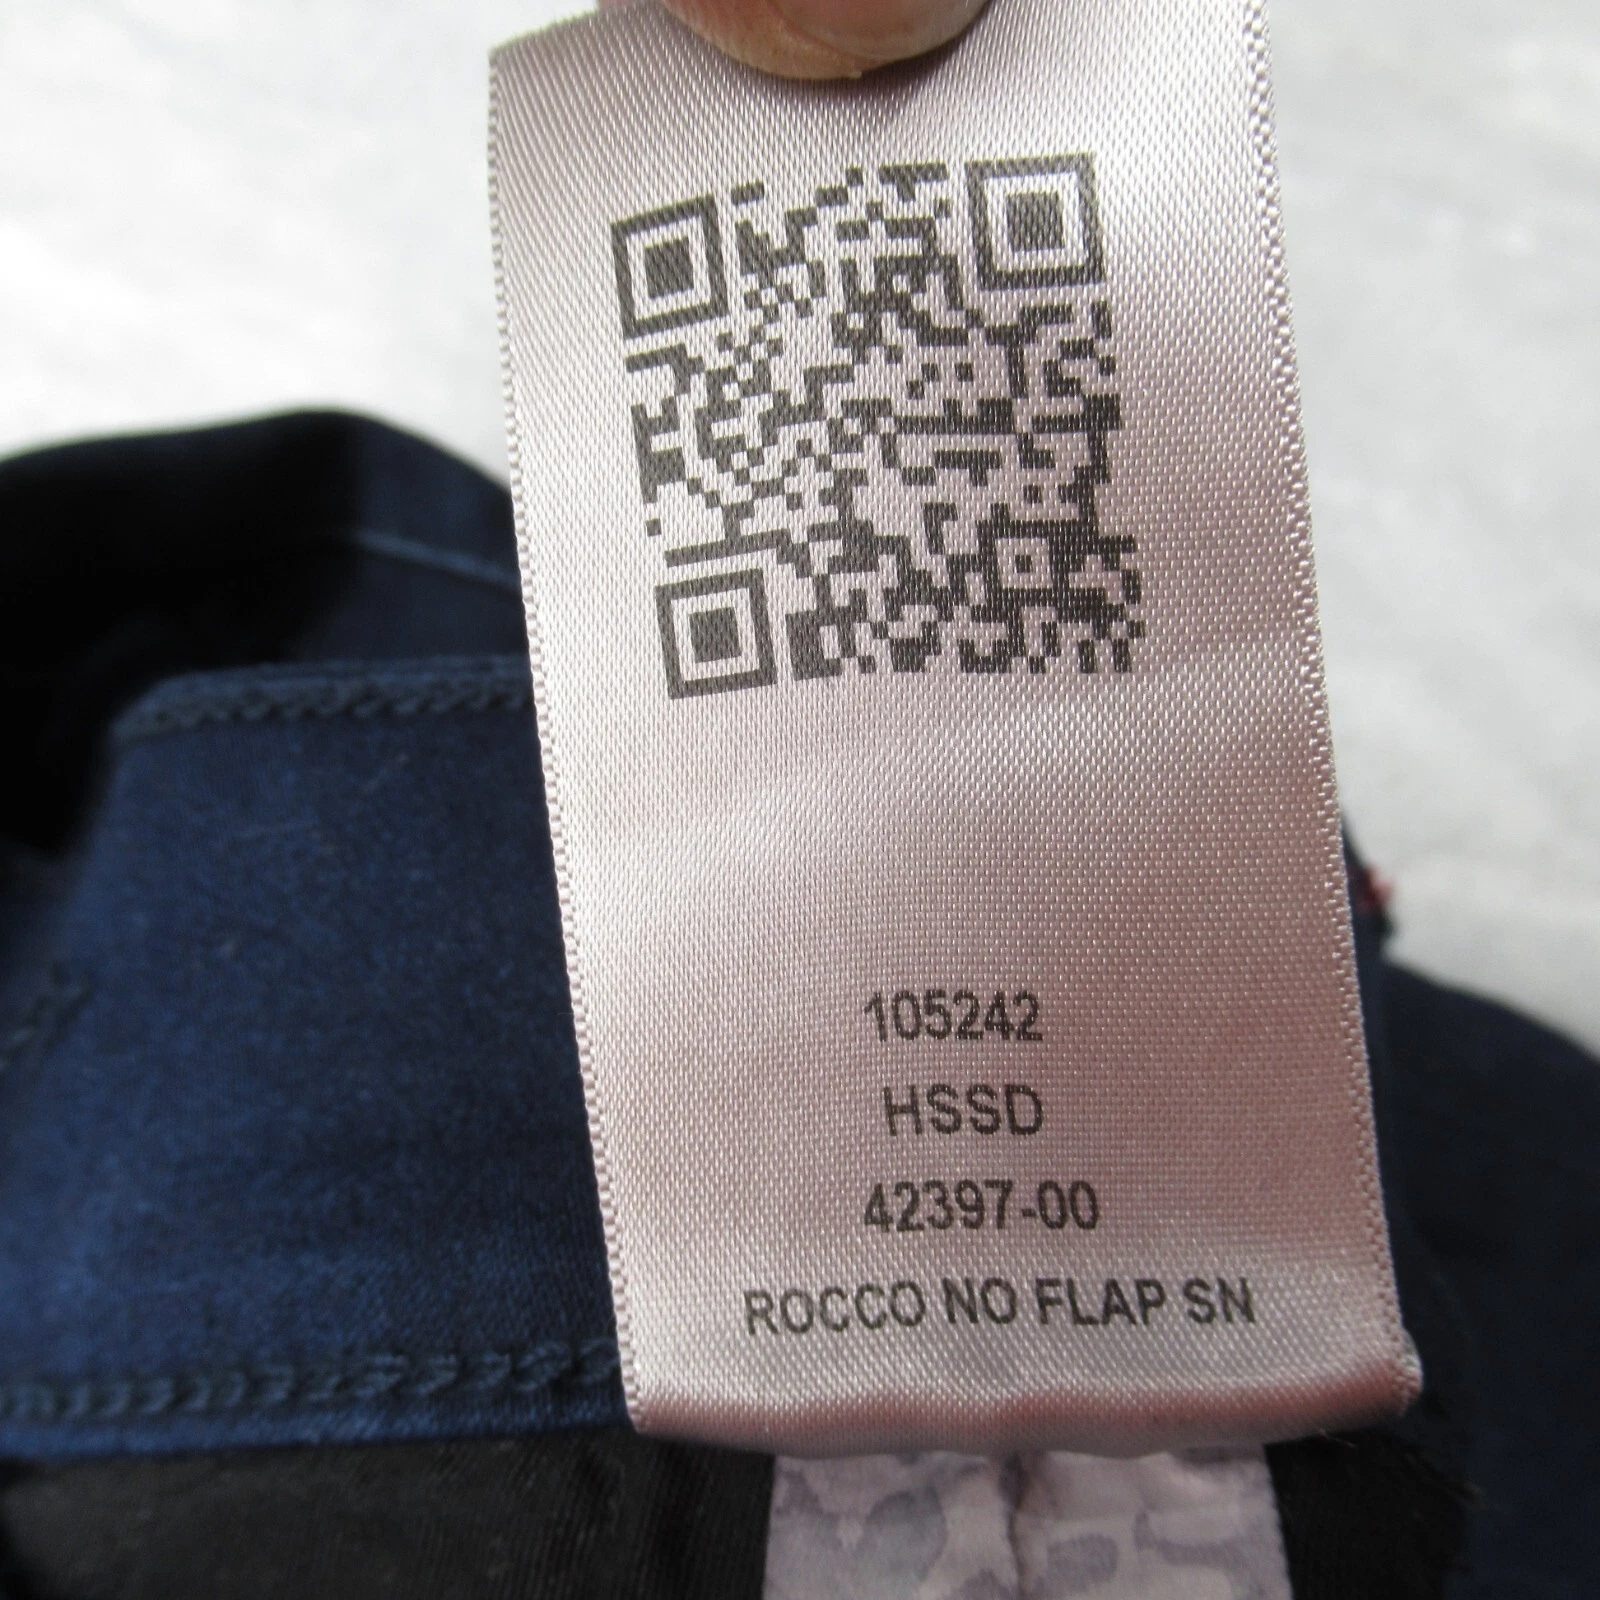 105242
HSSD
42397-00
ROCCO NO FLAP SN